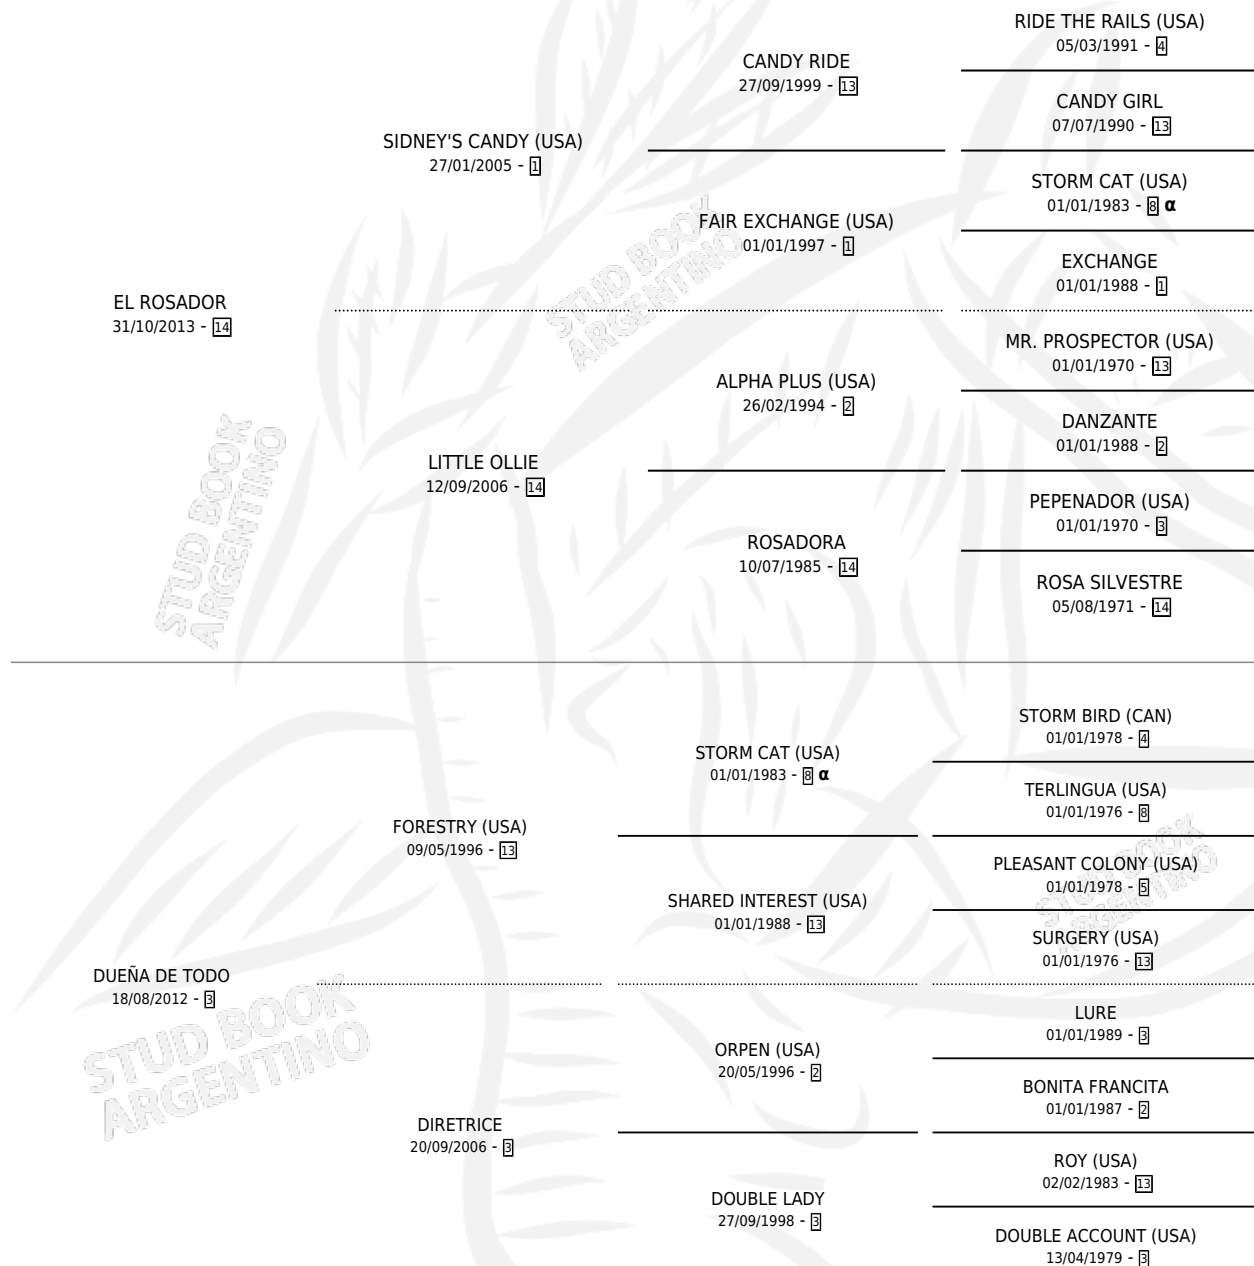 RIDE THE RAILS (USA)
05/03/1991 - 4
CANDY RIDE
27/09/1999 - 13
CANDY GIRL
07/07/1990 - 13
SIDNEY'S CANDY (USA)
27/01/2005 - 1
STORM CAT (USA)
01/01/1983 - 8 α
FAIR EXCHANGE (USA)
01/01/1997 - 1
EXCHANGE
01/01/1988 - 1
STUD BOOK
ARGENTINO
EL ROSADOR
31/10/2013 - 14
MR. PROSPECTOR (USA)
01/01/1970 - 13
ALPHA PLUS (USA)
26/02/1994 - 2
DANZANTE
01/01/1988 - 2
LITTLE OLLIE
12/09/2006 - 14
PEPENADOR (USA)
01/01/1970 - 3
ROSADORA
10/07/1985 - 14
ROSA SILVESTRE
05/08/1971 - 14
STUD BOOK
ARGENTINO
STORM BIRD (CAN)
01/01/1978 - 4
STORM CAT (USA)
01/01/1983 - 8 α
TERLINGUA (USA)
01/01/1976 - 8
FORESTRY (USA)
09/05/1996 - 13
PLEASANT COLONY (USA)
01/01/1978 - 5
SHARED INTEREST (USA)
01/01/1988 - 13
SURGERY (USA)
01/01/1976 - 13
STUD BOOK
ARGENTINO
DUEÑA DE TODO
18/08/2012 - 3
LURE
01/01/1989 - 3
ORPEN (USA)
20/05/1996 - 2
BONITA FRANCITA
01/01/1987 - 2
STUD BOOK
ARGENTINO
DIRETRICE
20/09/2006 - 3
ROY (USA)
02/02/1983 - 13
DOUBLE LADY
27/09/1998 - 3
DOUBLE ACCOUNT (USA)
13/04/1979 - 3